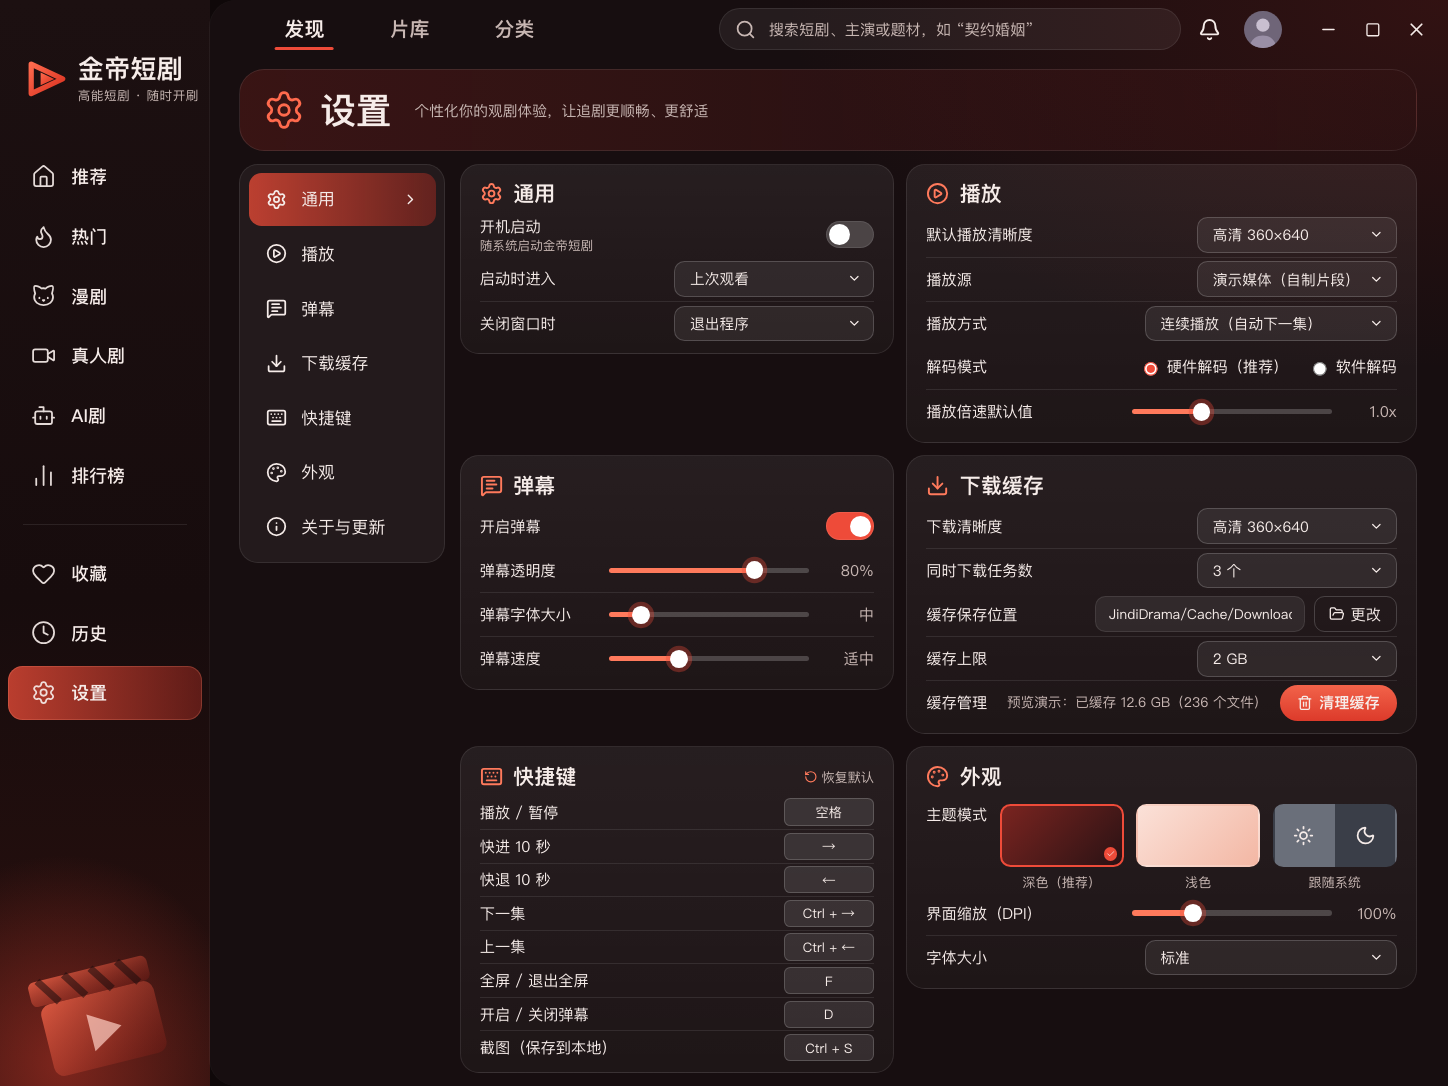 发现
片库
分类
搜索短剧、主演或题材，如 “契约婚姻”
金帝短剧
高能短剧 · 随时开刷
推荐
热门
漫剧
真人剧
AI剧
排行榜
收藏
历史
设置
设置
个性化你的观剧体验，让追剧更顺畅、更舒适
通用
播放
弹幕
下载缓存
快捷键
外观
关于与更新
通用
开机启动
随系统启动金帝短剧
启动时进入 上次观看
关闭窗口时 退出程序
播放
默认播放清晰度 高清 360×640
播放源 演示媒体（自制片段）
播放方式 连续播放（自动下一集）
解码模式 硬件解码（推荐） 软件解码
播放倍速默认值 1.0x
弹幕
开启弹幕
弹幕透明度 80%
弹幕字体大小 中
弹幕速度 适中
下载缓存
下载清晰度 高清 360×640
同时下载任务数 3 个
缓存保存位置 JindiDrama/Cache/Downloac 更改
缓存上限 2 GB
缓存管理 预览演示：已缓存 12.6 GB（236 个文件） 清理缓存
快捷键 恢复默认
播放 / 暂停 空格
快进 10 秒 →
快退 10 秒 ←
下一集 Ctrl + →
上一集 Ctrl + ←
全屏 / 退出全屏 F
开启 / 关闭弹幕 D
截图（保存到本地） Ctrl + S
外观
主题模式
深色（推荐） 浅色 跟随系统
界面缩放（DPI） 100%
字体大小 标准